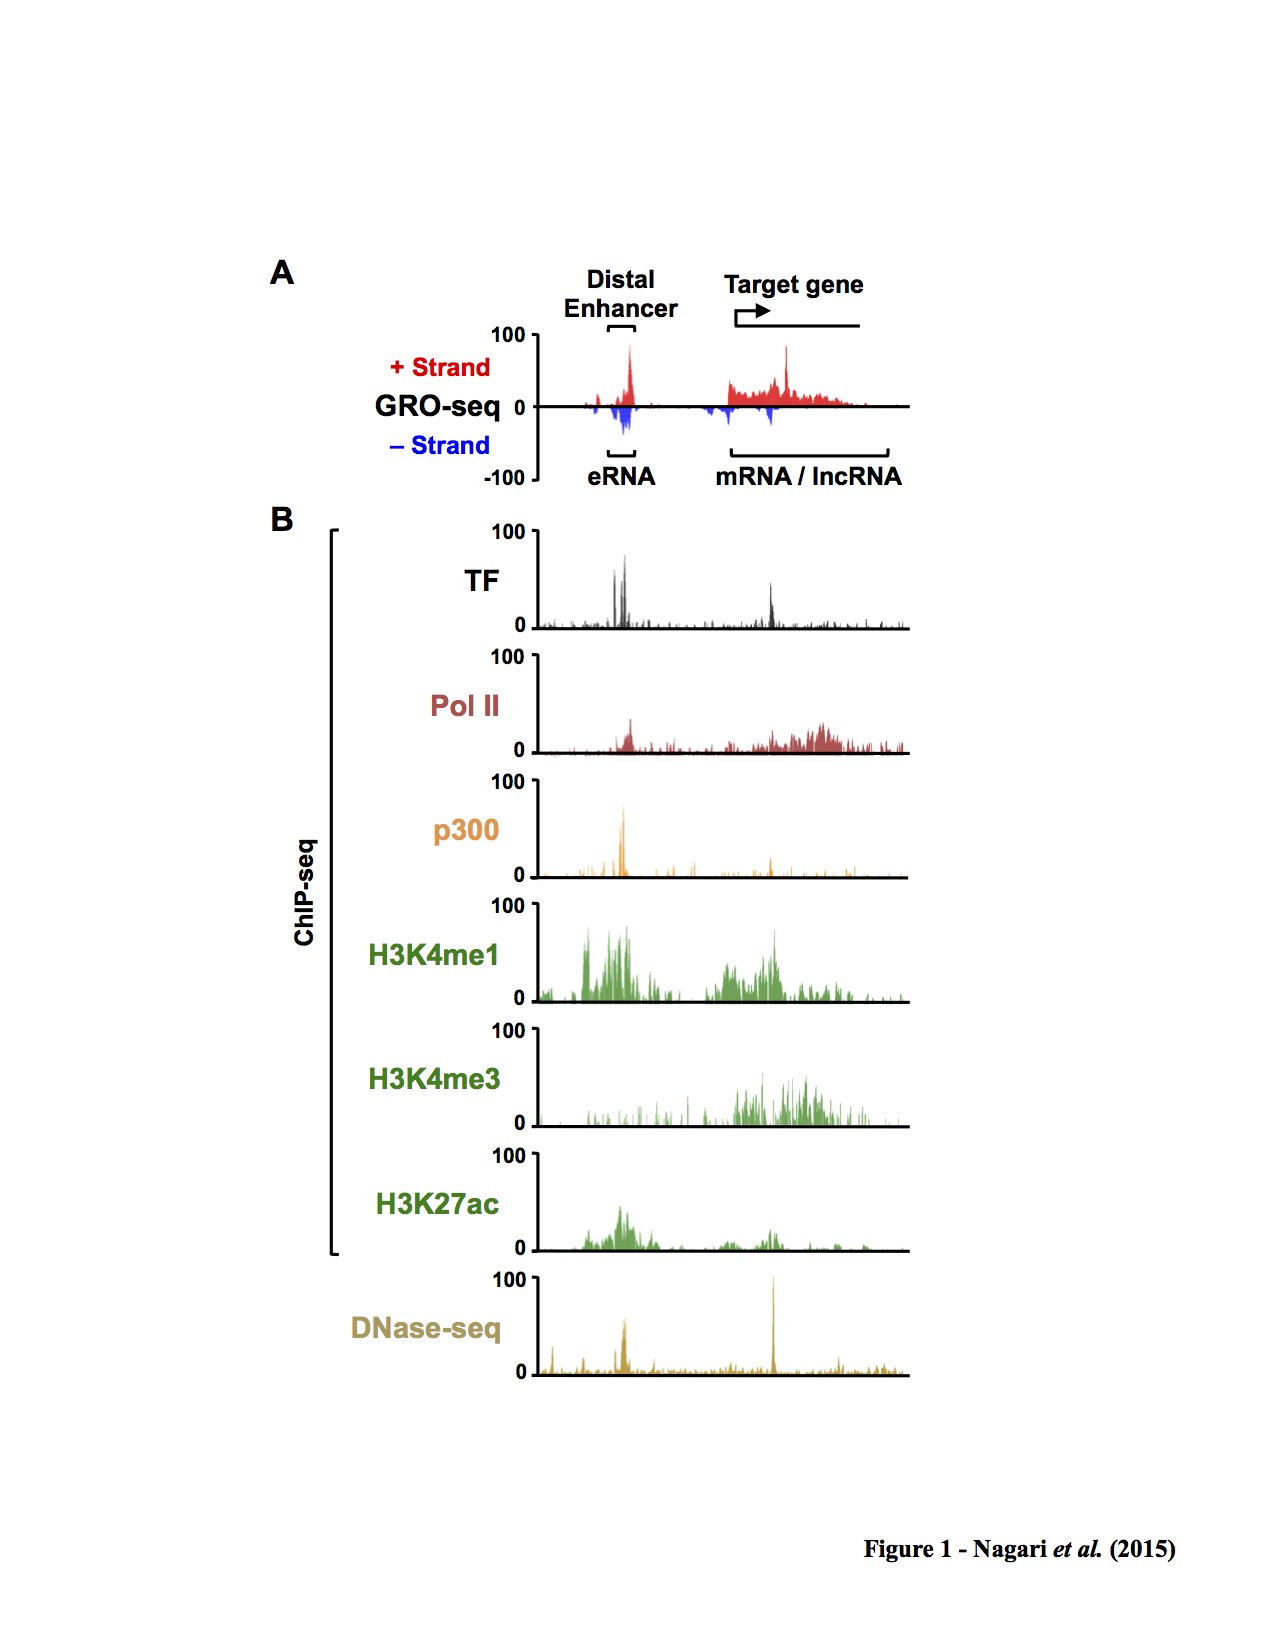 A
Distal
Enhancer
Target gene
100
+ Strand
GRO-seq
0
– Strand
-100
eRNA
mRNA / lncRNA
B
ChIP-seq
100
TF
0
100
Pol II
0
100
p300
0
100
H3K4me1
0
100
H3K4me3
0
100
H3K27ac
0
100
DNase-seq
0
Figure 1 - Nagari et al. (2015)